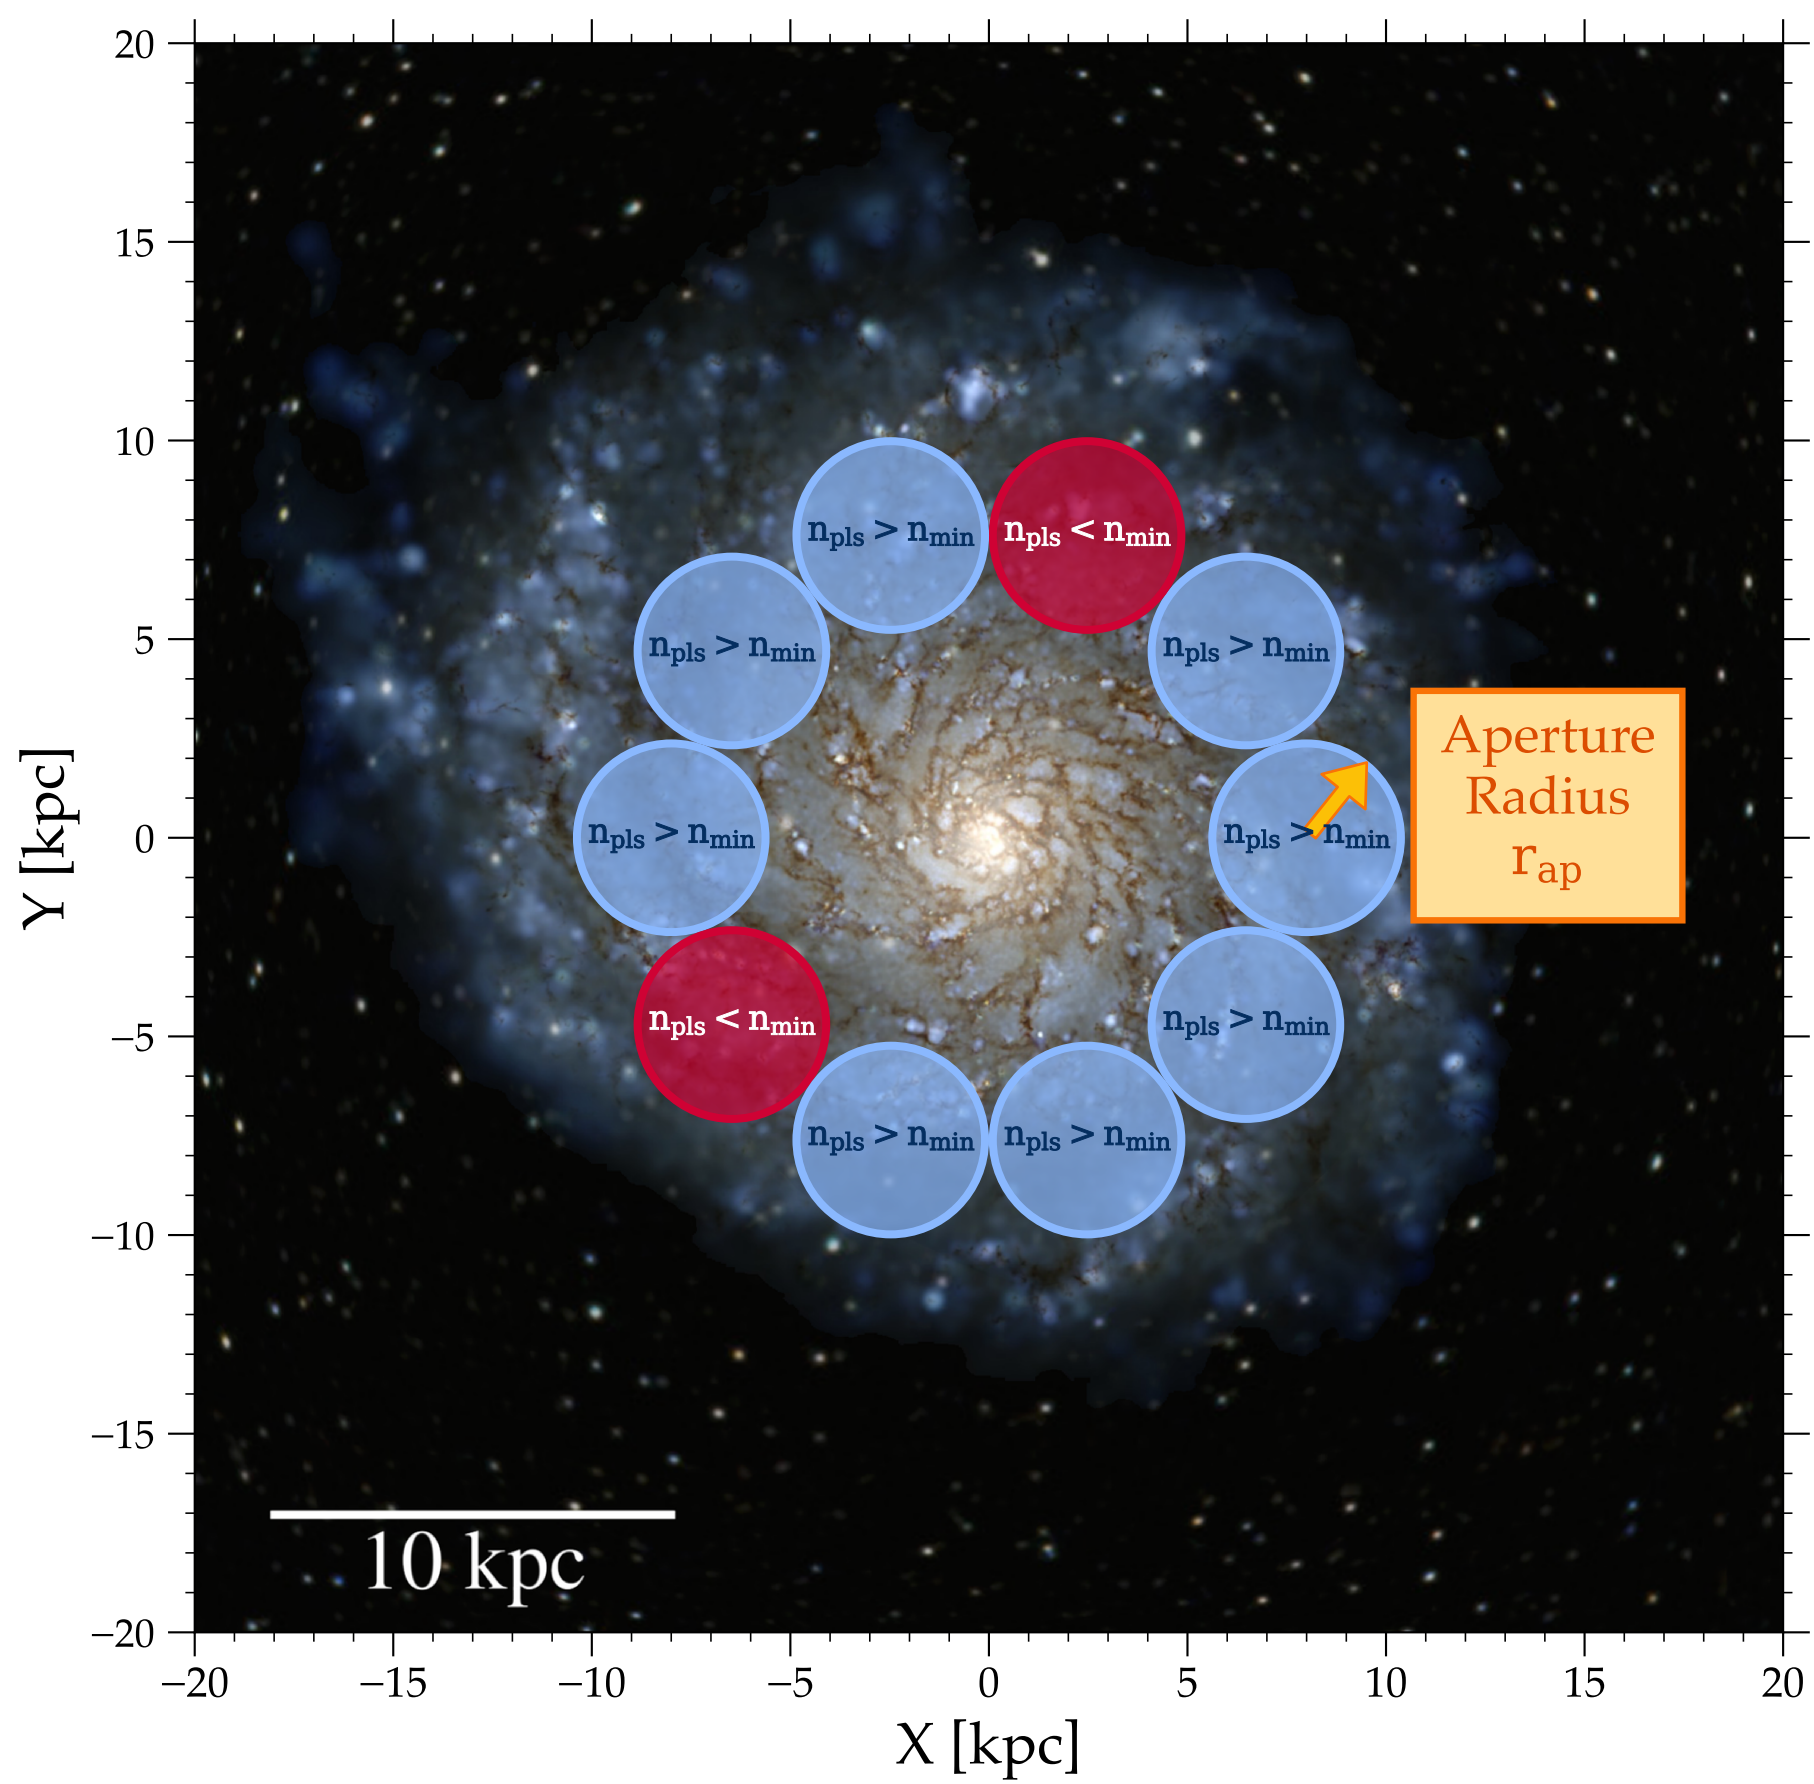 20
15
10
5
0
−5
−10
−15
−20
Y [kpc]
n_pls > n_min
n_pls < n_min
n_pls > n_min
n_pls > n_min
n_pls > n_min
n_pls > n_min
n_pls < n_min
n_pls > n_min
n_pls > n_min
n_pls > n_min
Aperture
Radius
r_ap
10 kpc
−20 −15 −10 −5 0 5 10 15 20
X [kpc]